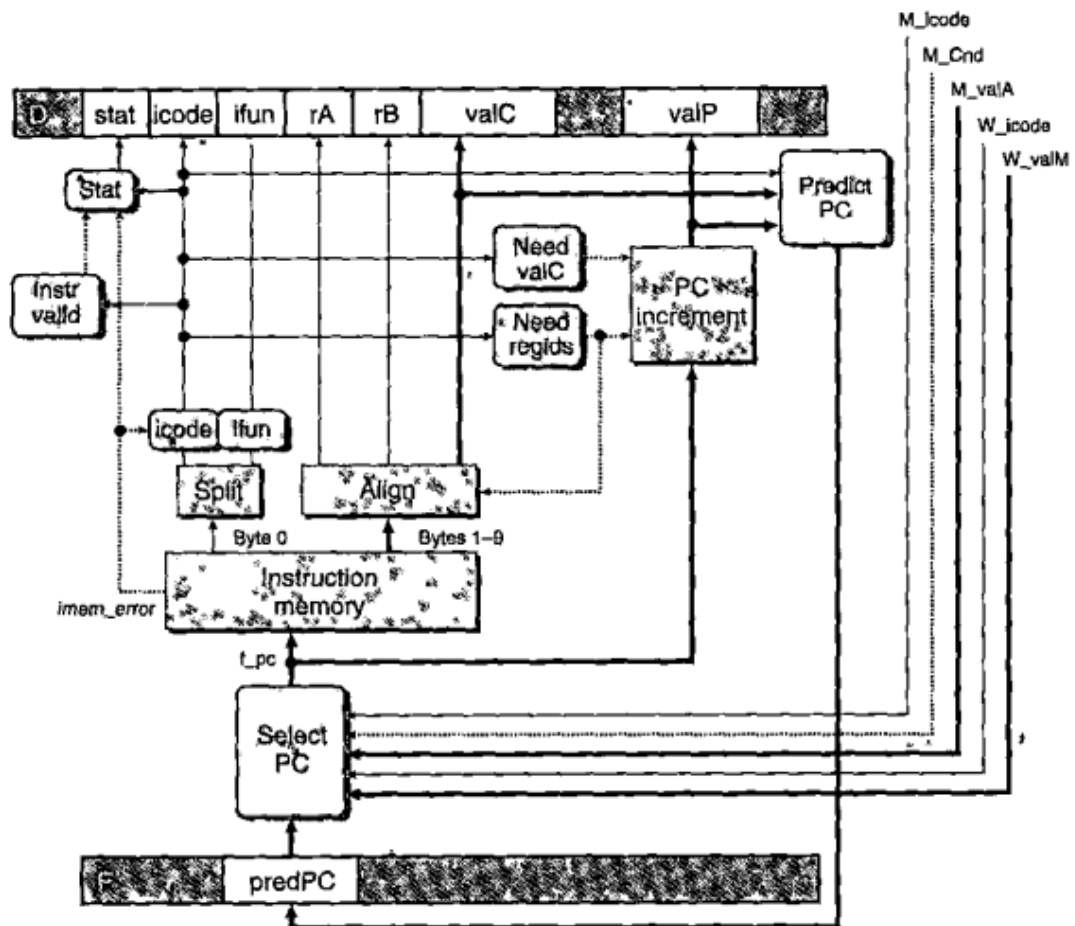 M_icode
M_Cnd
M_valA
W_icode
W_valM
D stat icode ifun rA rB valC valP
Stat
Predict
PC
Need
valC
Instr
valid
PC
increment
Need
regids
icode ifun
Split
Align
Byte 0
Bytes 1–9
Instruction
memory
imem_error
f_pc
Select
PC
F predPC